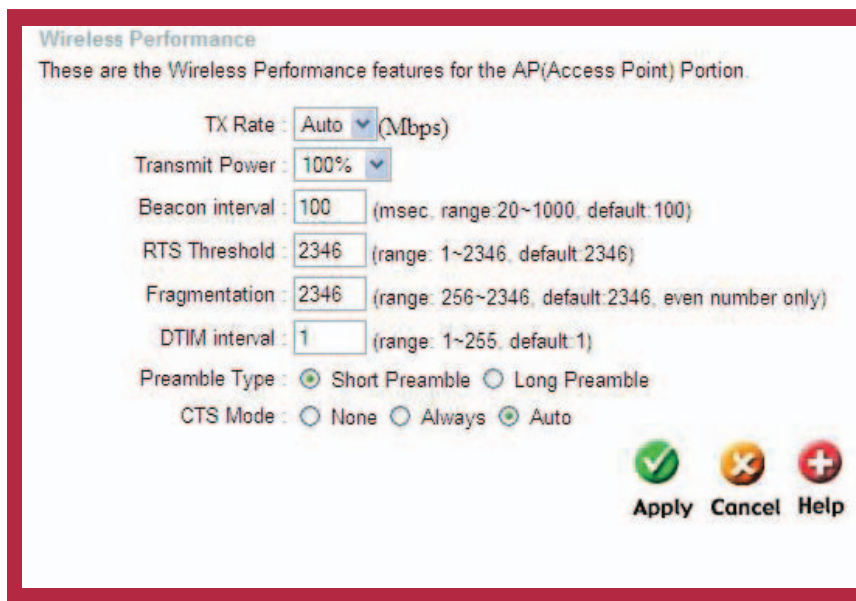 Wireless Performance
These are the Wireless Performance features for the AP(Access Point) Portion.
TX Rate : Auto (Mbps)
Transmit Power : 100%
Beacon interval : 100 (msec, range:20~1000, default:100)
RTS Threshold : 2346 (range: 1~2346, default:2346)
Fragmentation : 2346 (range: 256~2346, default:2346, even number only)
DTIM interval : 1 (range: 1~255, default:1)
Preamble Type : Short Preamble Long Preamble
CTS Mode : None Always Auto
Apply Cancel Help